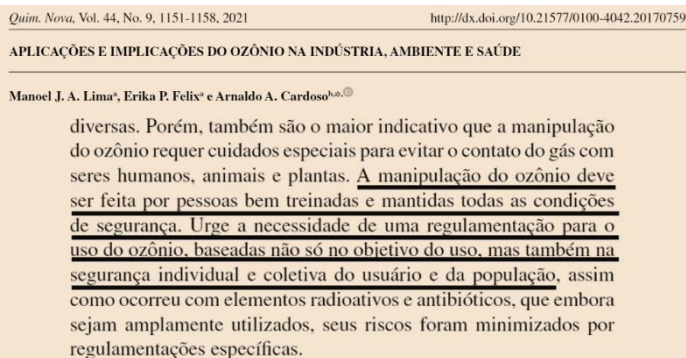 Quim. Nova, Vol. 44, No. 9, 1151-1158, 2021 http://dx.doi.org/10.21577/0100-4042.20170759
APLICAÇÕES E IMPLICAÇÕES DO OZÔNIO NA INDÚSTRIA, AMBIENTE E SAÚDE
Manoel J. A. Limaª, Erika P. Felixª e Arnaldo A. Cardosoᵇ,*,
diversas. Porém, também são o maior indicativo que a manipulação
do ozônio requer cuidados especiais para evitar o contato do gás com
seres humanos, animais e plantas. A manipulação do ozônio deve
ser feita por pessoas bem treinadas e mantidas todas as condições
de segurança. Urge a necessidade de uma regulamentação para o
uso do ozônio, baseadas não só no objetivo do uso, mas também na
segurança individual e coletiva do usuário e da população, assim
como ocorreu com elementos radioativos e antibióticos, que embora
sejam amplamente utilizados, seus riscos foram minimizados por
regulamentações específicas.